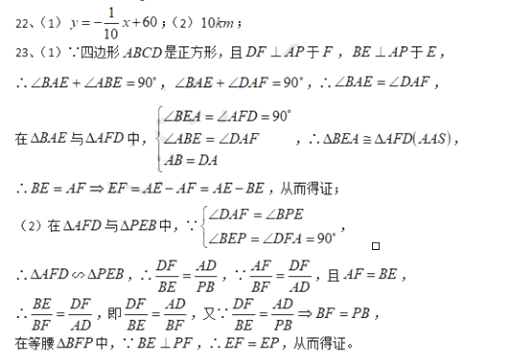 22、（1）y=-1/10x+60；（2）10km；
23、（1）∵四边形ABCD是正方形，且DF⊥AP于F，BE⊥AP于E，
∴∠BAE+∠ABE=90°，∠BAE+∠DAF=90°，∴∠BAE=∠DAF，
在ΔBAE与ΔAFD中，{∠BEA=∠AFD=90° ∠ABE=∠DAF AB=DA，∴ΔBEA≅ΔAFD(AAS)，
∴BE=AF⇒EF=AE-AF=AE-BE，从而得证；
（2）在ΔAFD与ΔPEB中，∵{∠DAF=∠BPE ∠BEP=∠DFA=90°，
∴ΔAFD∽ΔPEB，∴DF/BE=AD/PB，∵AF/BF=DF/AD，且AF=BE，
∴BE/BF=DF/AD，即DF/BE=AD/BF，又∵DF/BE=AD/PB⇒BF=PB，
在等腰ΔBFP中，∵BE⊥PF，∴EF=EP，从而得证。